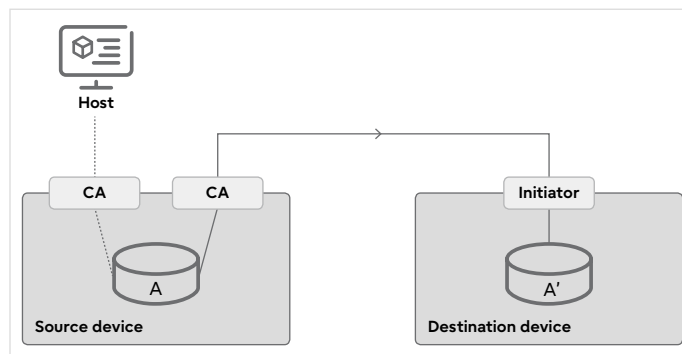 Host
CA
CA
Initiator
A
A′
Source device
Destination device